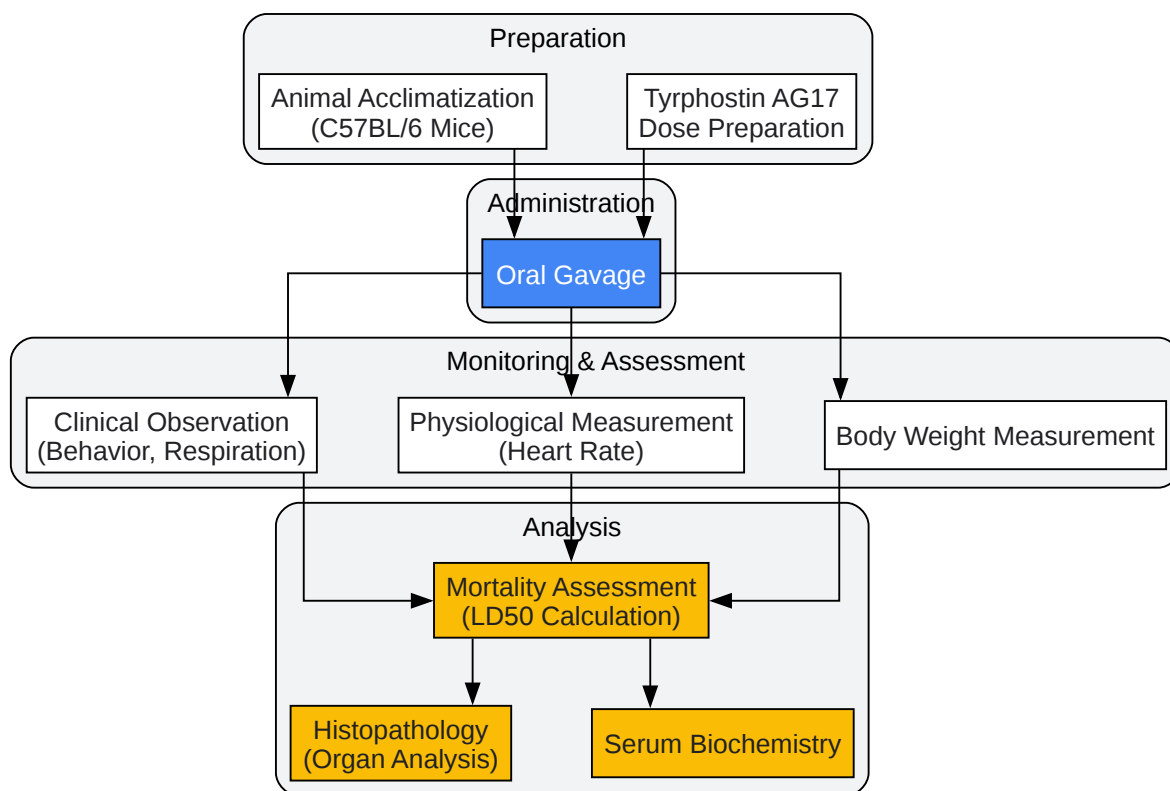 Preparation
Animal Acclimatization
(C57BL/6 Mice)
Tyrphostin AG17
Dose Preparation
Administration
Oral Gavage
Monitoring & Assessment
Clinical Observation
(Behavior, Respiration)
Physiological Measurement
(Heart Rate)
Body Weight Measurement
Analysis
Mortality Assessment
(LD50 Calculation)
Histopathology
(Organ Analysis)
Serum Biochemistry